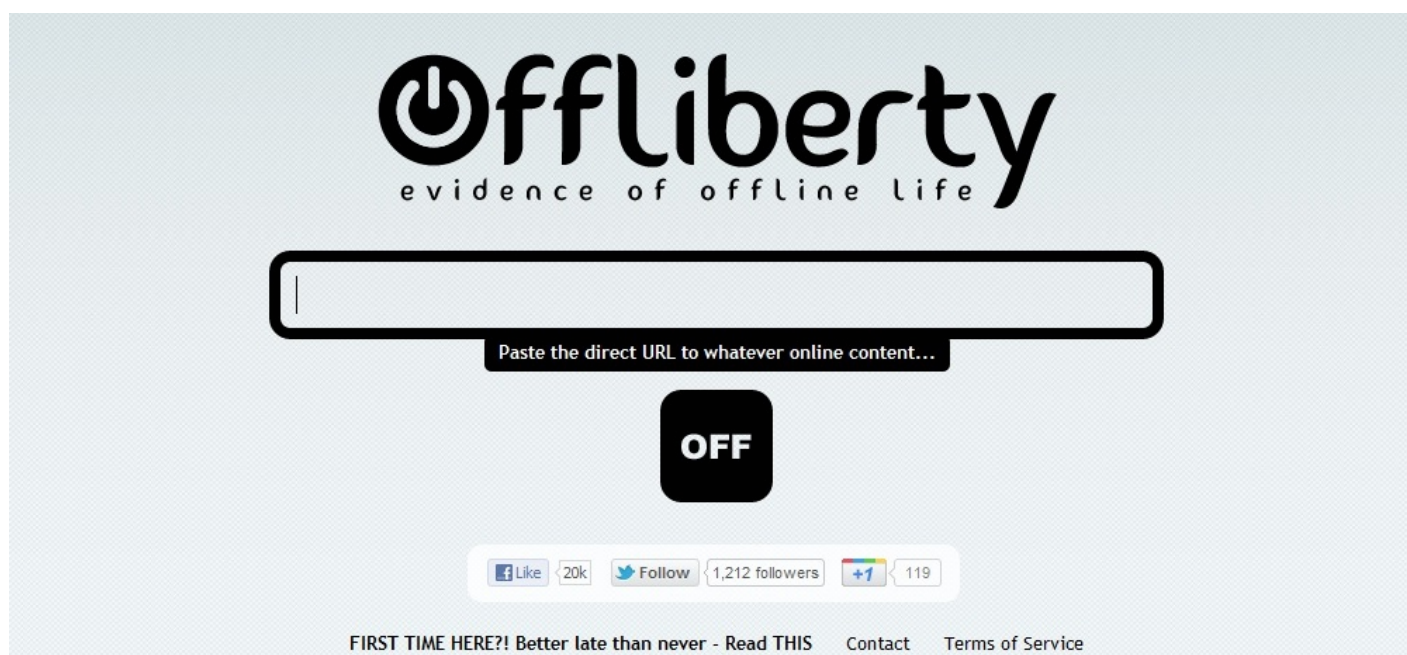 Offliberty
evidence of offline life
Paste the direct URL to whatever online content...
OFF
Like 20k Follow 1,212 followers +1 119
FIRST TIME HERE?! Better late than never - Read THIS Contact Terms of Service